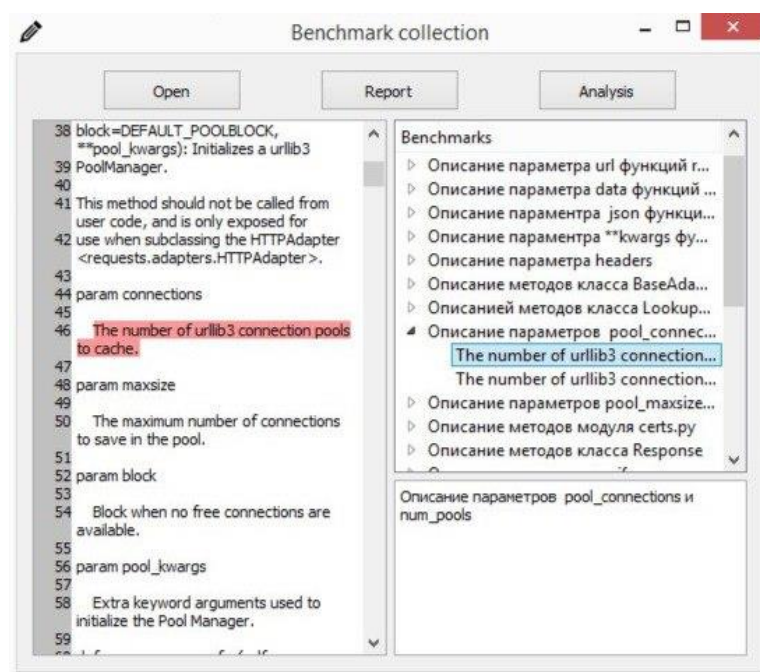 Benchmark collection
Open
Report
Analysis
38 block=DEFAULT_POOLBLOCK,
**pool_kwargs): Initializes a urllib3
39 PoolManager.
40
41 This method should not be called from
user code, and is only exposed for
42 use when subclassing the HTTPAdapter
<requests.adapters.HTTPAdapter>.
43
44 param connections
45
46 The number of urllib3 connection pools
to cache.
47
48 param maxsize
49
50 The maximum number of connections
to save in the pool.
51
52 param block
53
54 Block when no free connections are
available.
55
56 param pool_kwargs
57
58 Extra keyword arguments used to
initialize the Pool Manager.
59
Benchmarks
Описание параметра url функций r...
Описание параметра data функций ...
Описание параментра json функци...
Описание параментра **kwargs фу...
Описание параметра headers
Описание методов класса BaseAda...
Описанией методов класса Lookup...
Описание параметров pool_connec...
The number of urllib3 connection...
The number of urllib3 connection...
Описание параметров pool_maxsize...
Описание методов модуля certs.py
Описание методов класса Response
Описание параметров pool_connections и
num_pools